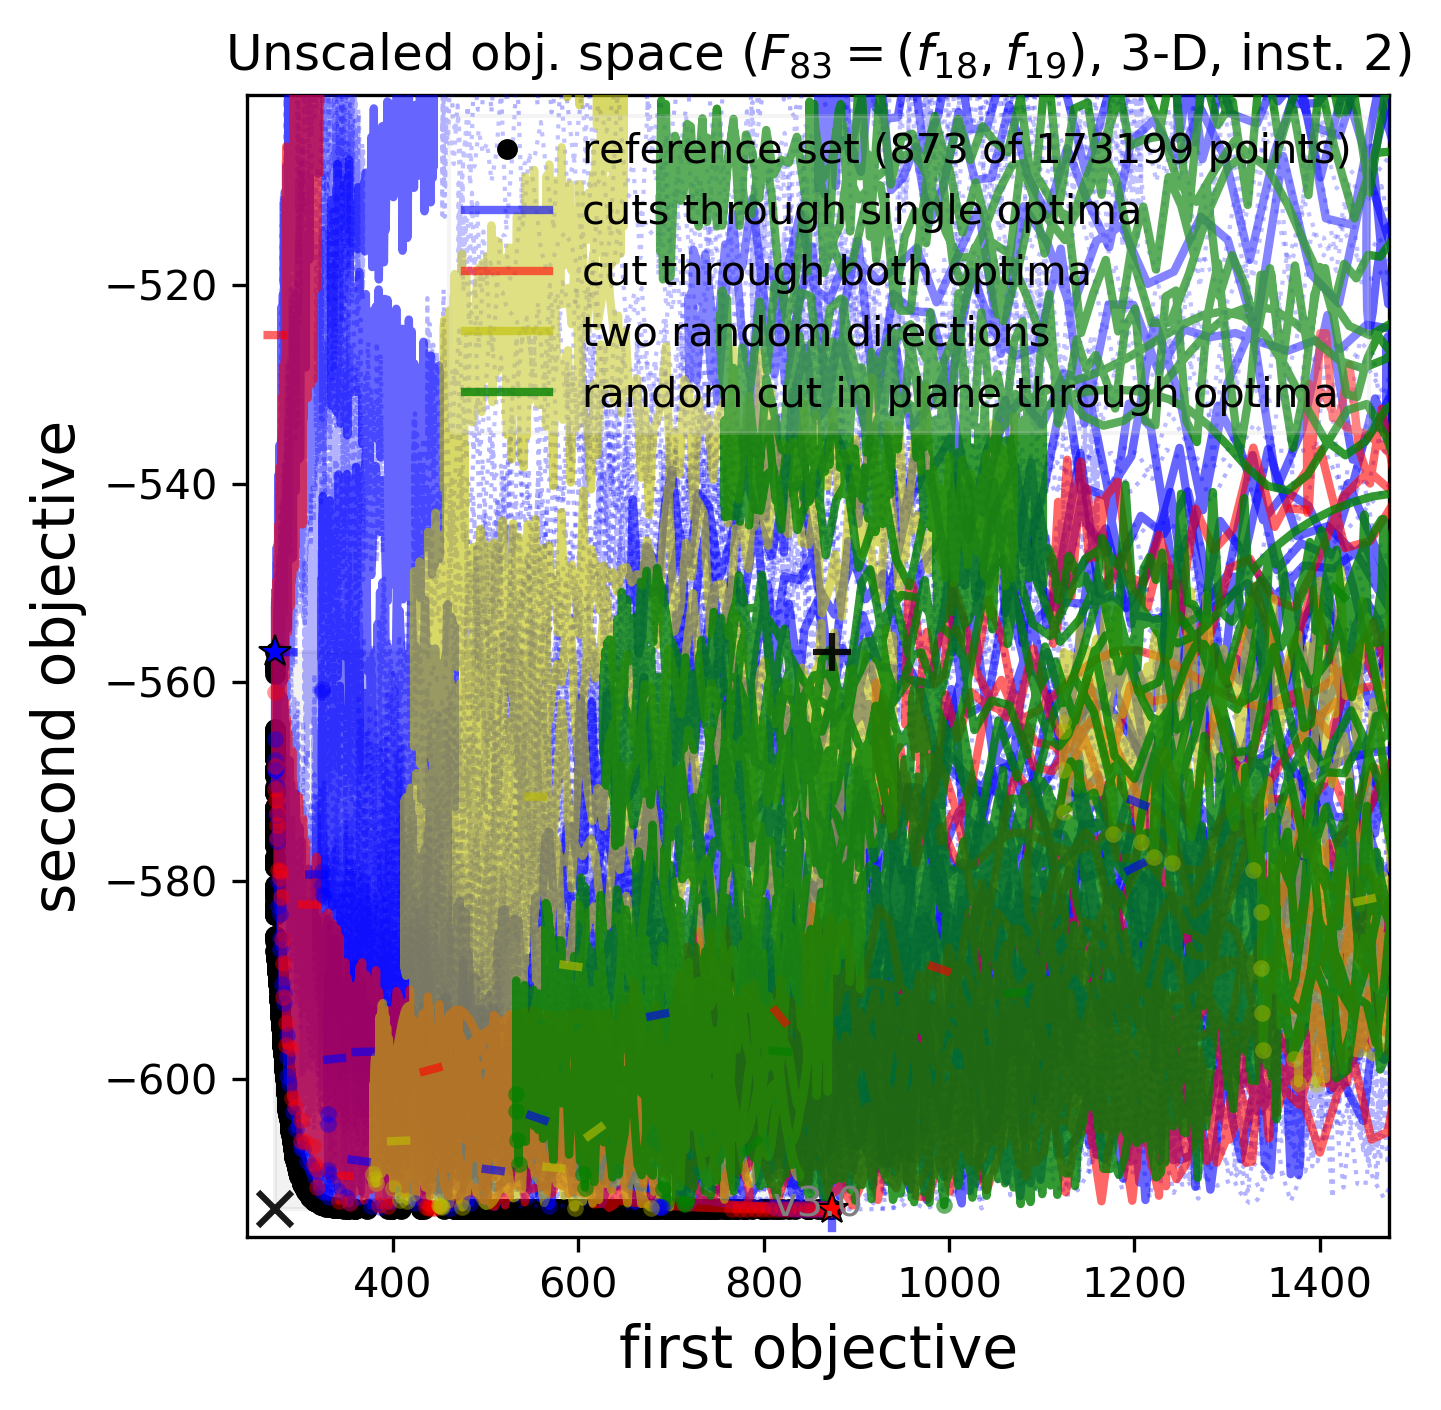 Unscaled obj. space (F₈₃ = (f₁₈, f₁₉), 3-D, inst. 2)
reference set (873 of 173199 points)
cuts through single optima
cut through both optima
two random directions
random cut in plane through optima
−520
−540
−560
−580
−600
second objective
v3.0
400 600 800 1000 1200 1400
first objective